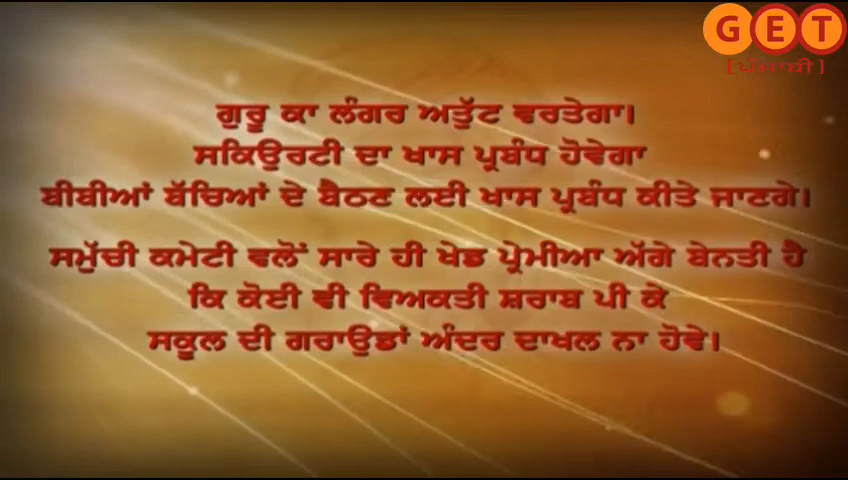 GET
[ਪੰਜਾਬੀ]
ਗੁਰੂ ਕਾ ਲੰਗਰ ਅਤੁੱਟ ਵਰਤੇਗਾ।
ਸਕਿਉਰਟੀ ਦਾ ਖਾਸ ਪ੍ਰਬੰਧ ਹੋਵੇਗਾ
ਬੀਬੀਆਂ ਬੱਚਿਆਂ ਦੇ ਬੈਠਣ ਲਈ ਖਾਸ ਪ੍ਰਬੰਧ ਕੀਤੇ ਜਾਣਗੇ।
ਸਮੁੱਚੀ ਕਮੇਟੀ ਵਲੋਂ ਸਾਰੇ ਹੀ ਖੇਡ ਪ੍ਰੇਮੀਆ ਅੱਗੇ ਬੇਨਤੀ ਹੈ
ਕਿ ਕੋਈ ਵੀ ਵਿਅਕਤੀ ਸ਼ਰਾਬ ਪੀ ਕੇ
ਸਕੂਲ ਦੀ ਗਰਾਉਡਾਂ ਅੰਦਰ ਦਾਖਲ ਨਾ ਹੋਵੇ।